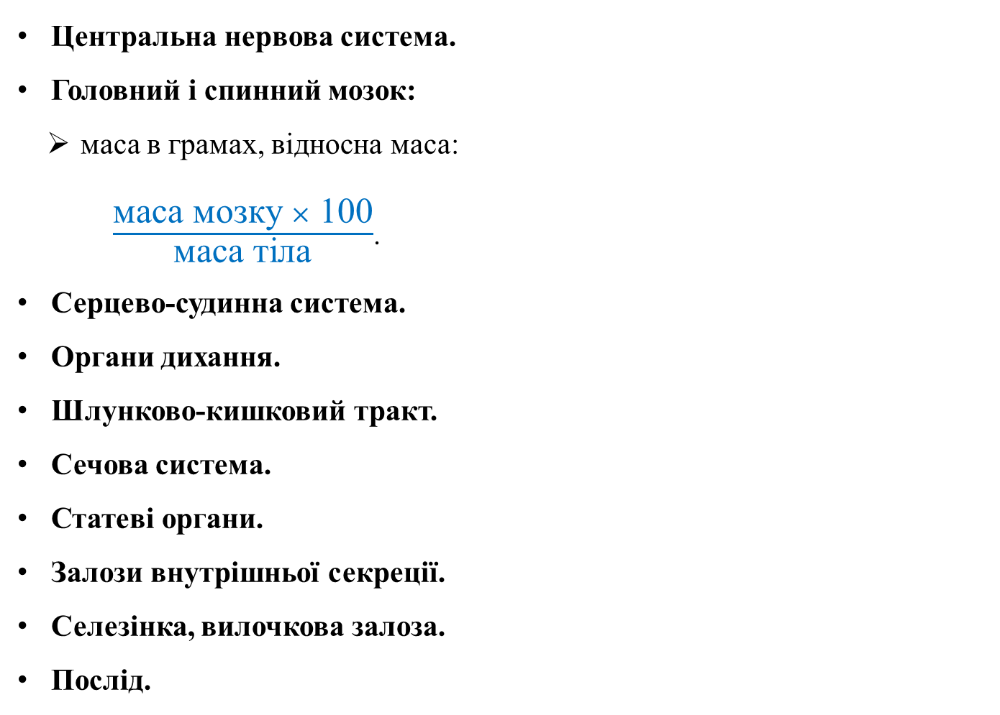 • Центральна нервова система.
• Головний і спинний мозок:
➢ маса в грамах, відносна маса:
маса мозку × 100
маса тіла.
• Серцево-судинна система.
• Органи дихання.
• Шлунково-кишковий тракт.
• Сечова система.
• Статеві органи.
• Залози внутрішньої секреції.
• Селезінка, вилочкова залоза.
• Послід.